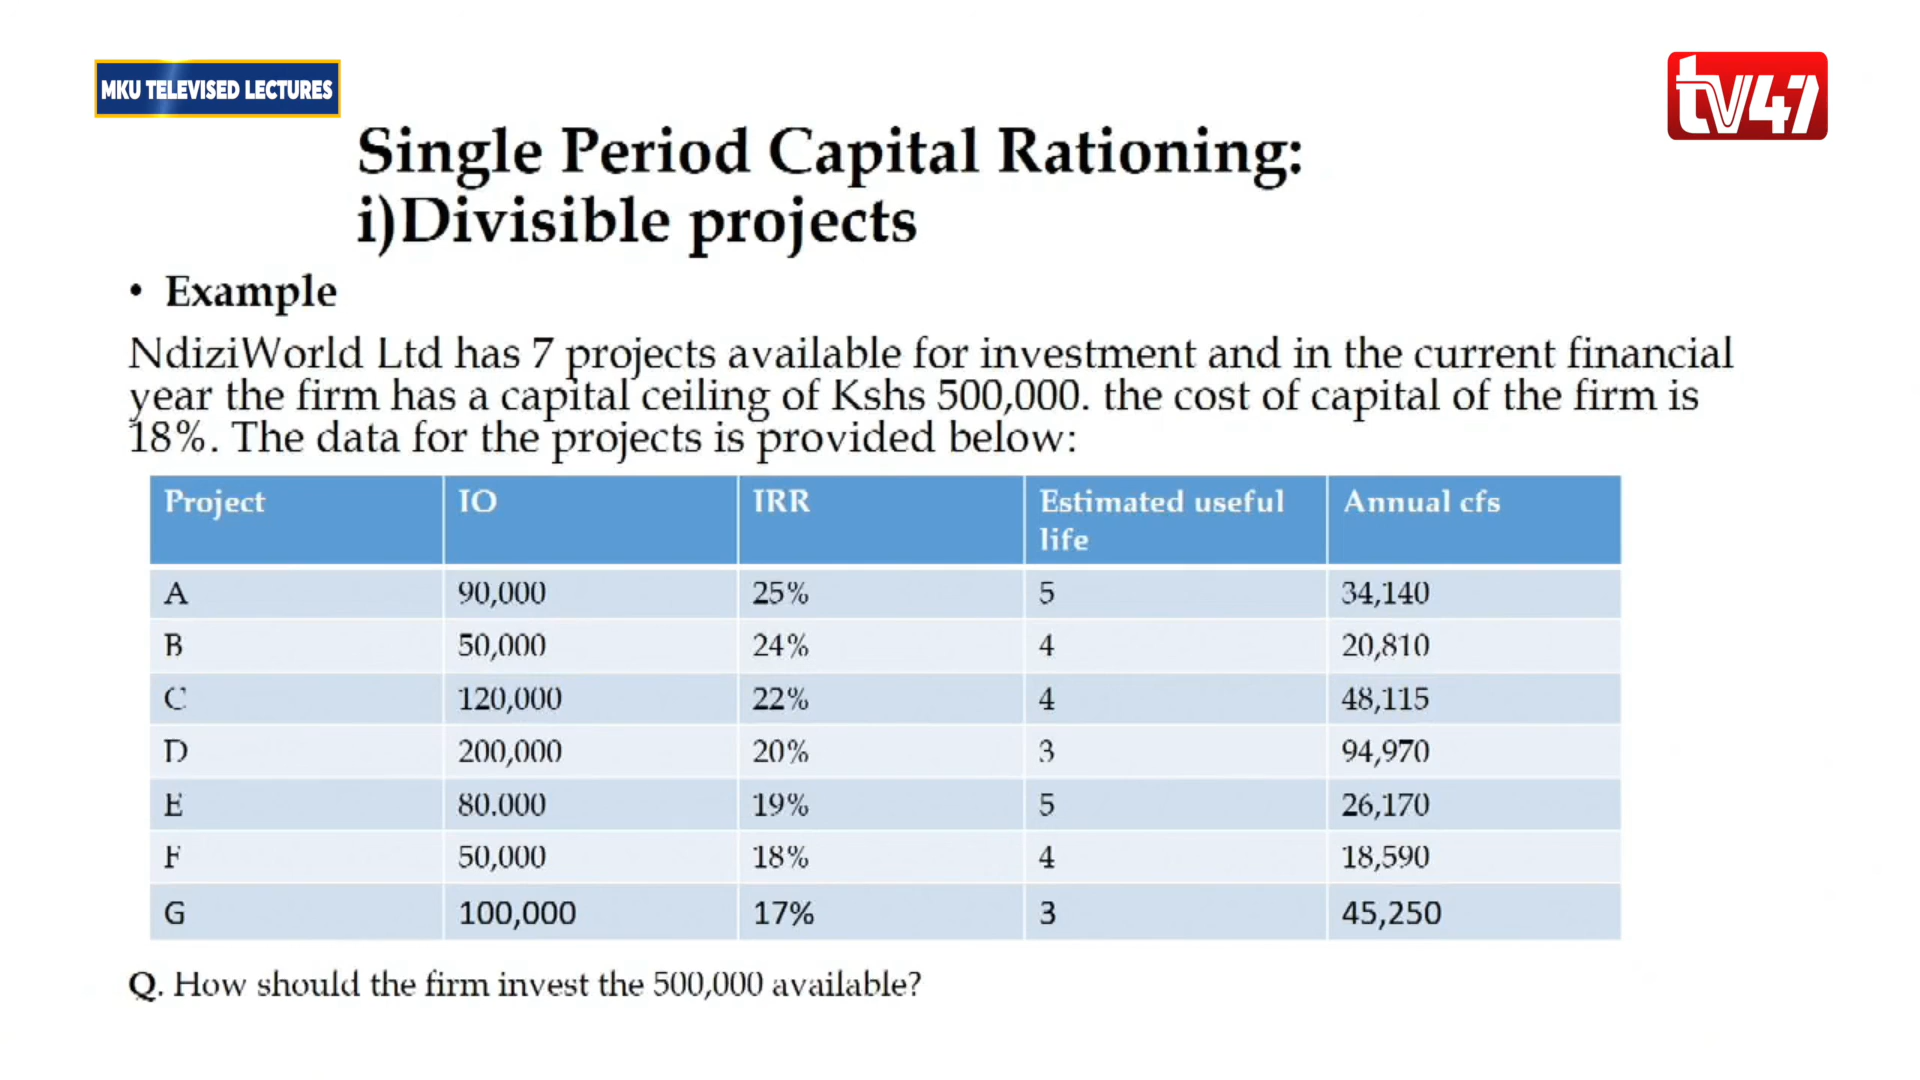 MKU TELEVISED LECTURES
tv47
Single Period Capital Rationing:
i)Divisible projects
• Example
NdiziWorld Ltd has 7 projects available for investment and in the current financial
year the firm has a capital ceiling of Kshs 500,000. the cost of capital of the firm is
18%. The data for the projects is provided below:
Project IO IRR Estimated useful life Annual cfs
A 90,000 25% 5 34,140
B 50,000 24% 4 20,810
C 120,000 22% 4 48,115
D 200,000 20% 3 94,970
E 80.000 19% 5 26,170
F 50,000 18% 4 18,590
G 100,000 17% 3 45,250
Q. How should the firm invest the 500,000 available?